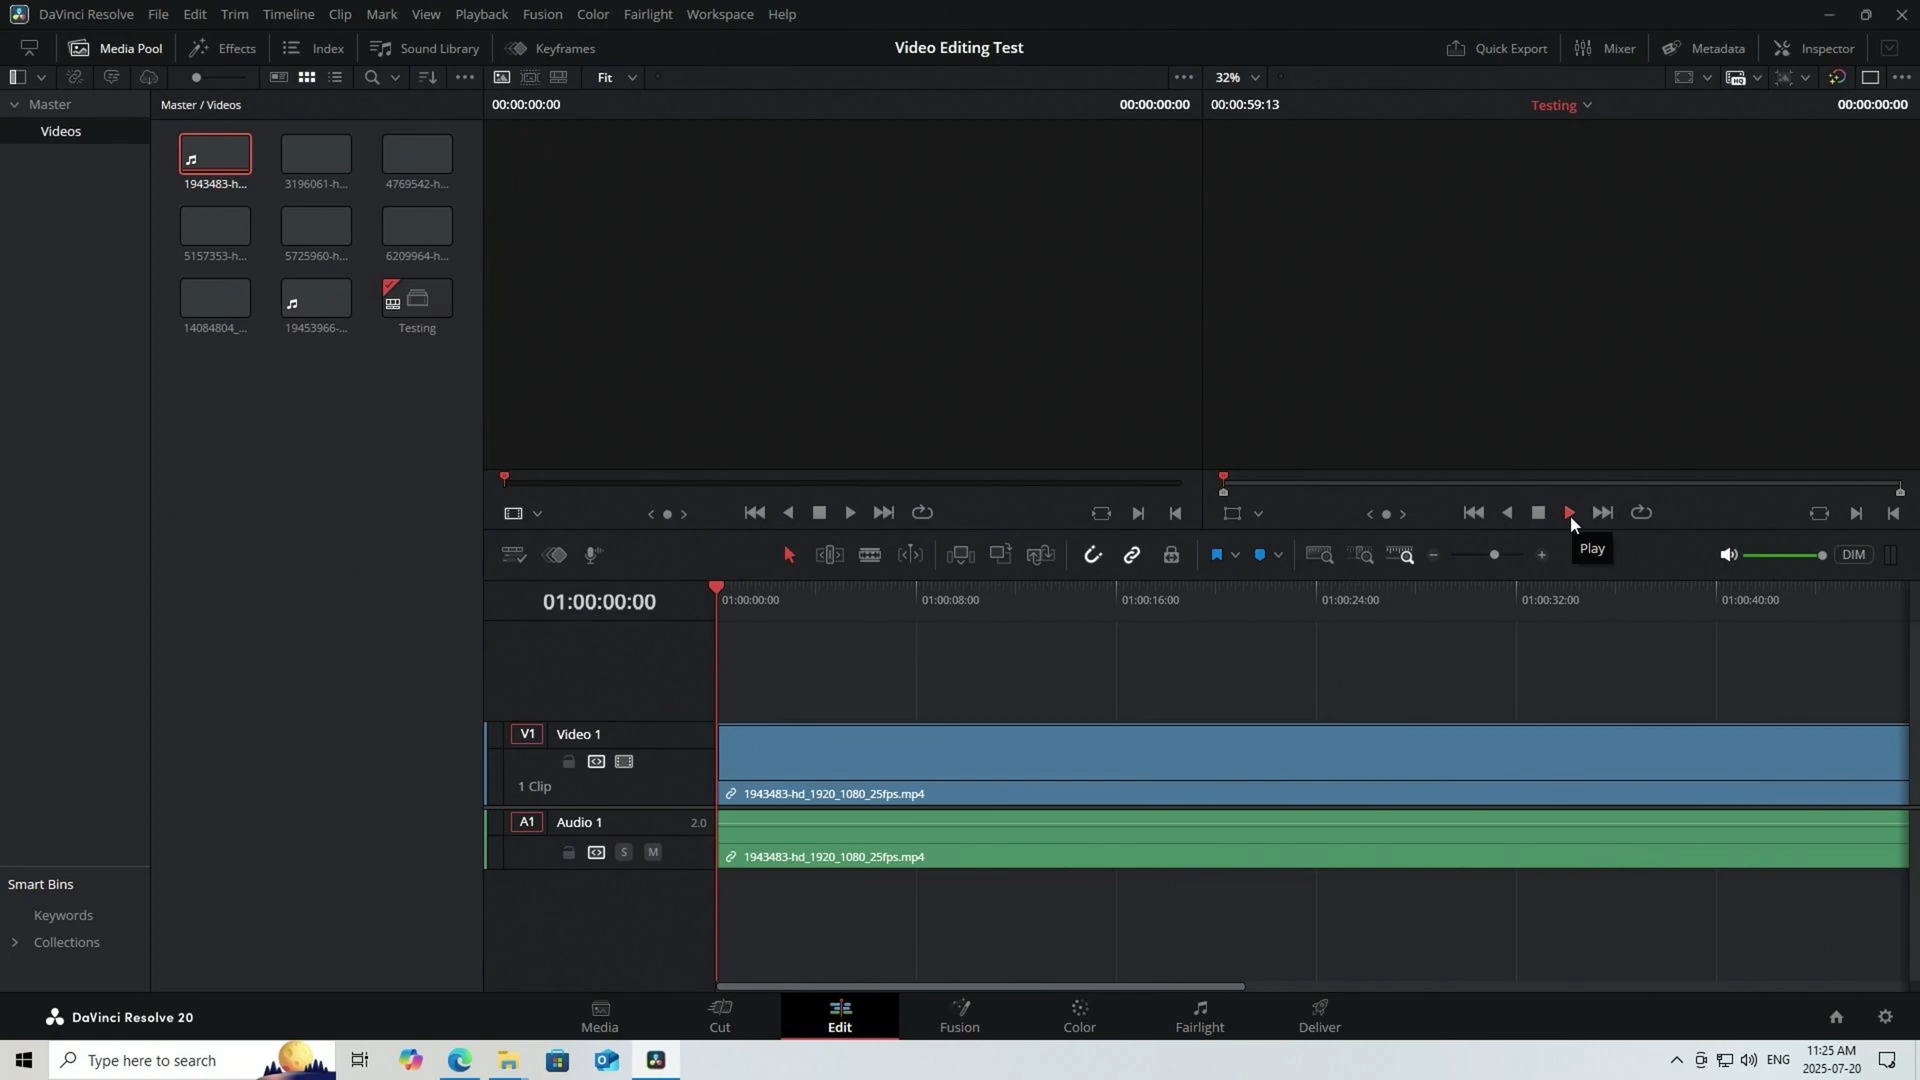 DaVinci Resolve File Edit Trim Timeline Clip Mark View Playback Fusion Color Fairlight Workspace Help
Media Pool Effects Index Sound Library Keyframes Video Editing Test Quick Export Mixer Metadata Inspector
Fit 32%
Master Master / Videos 00:00:00:00 00:00:00:00 00:00:59:13 Testing 00:00:00:00
Videos
1943483-h... 3196061-h... 4769542-h...
5157353-h... 5725960-h... 6209964-h...
14084804_... 19453966-... Testing
Play
DIM
01:00:00:00 01:00:00:00 01:00:08:00 01:00:16:00 01:00:24:00 01:00:32:00 01:00:40:00
V1 Video 1
1 Clip
1943483-hd_1920_1080_25fps.mp4
A1 Audio 1 2.0
S M
1943483-hd_1920_1080_25fps.mp4
Smart Bins
Keywords
Collections
DaVinci Resolve 20 Media Cut Edit Fusion Color Fairlight Deliver
Type here to search ENG 11:25 AM
2025-07-20